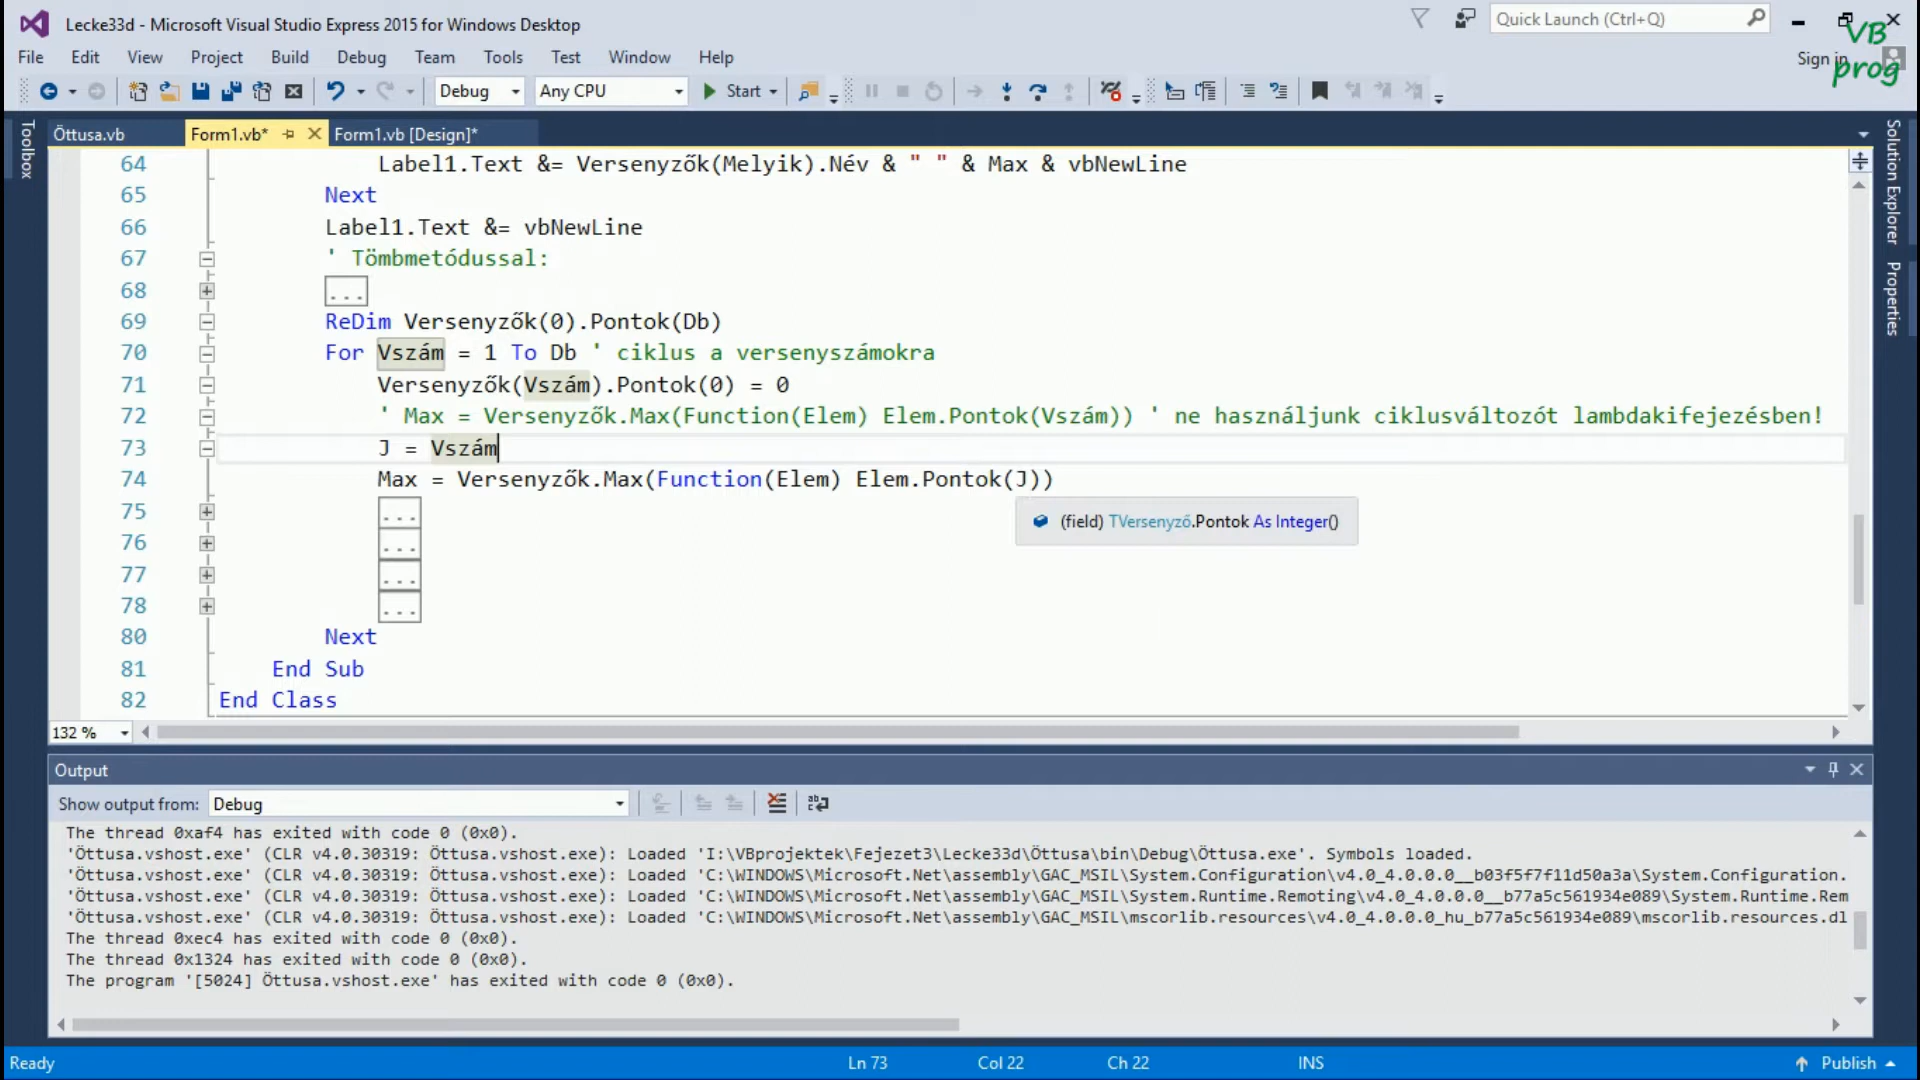 Lecke33d - Microsoft Visual Studio Express 2015 for Windows Desktop
Quick Launch (Ctrl+Q)
VB
prog
File Edit View Project Build Debug Team Tools Test Window Help
Sign in
Debug Any CPU Start
Toolbox
Öttusa.vb Form1.vb* Form1.vb [Design]*
Solution Explorer
Properties
64 Label1.Text &= Versenyzők(Melyik).Név & " " & Max & vbNewLine
65 Next
66 Label1.Text &= vbNewLine
67 ' Tömbmetódussal:
68 ...
69 ReDim Versenyzők(0).Pontok(Db)
70 For Vszám = 1 To Db ' ciklus a versenyszámokra
71 Versenyzők(Vszám).Pontok(0) = 0
72 ' Max = Versenyzők.Max(Function(Elem) Elem.Pontok(Vszám)) ' ne használjunk ciklusváltozót lambdakifejezésben!
73 J = Vszám
74 Max = Versenyzők.Max(Function(Elem) Elem.Pontok(J))
75 ...
(field) TVersenyző.Pontok As Integer()
76 ...
77 ...
78 ...
80 Next
81 End Sub
82 End Class
132 %
Output
Show output from: Debug
The thread 0xaf4 has exited with code 0 (0x0).
'Öttusa.vshost.exe' (CLR v4.0.30319: Öttusa.vshost.exe): Loaded 'I:\VBprojektek\Fejezet3\Lecke33d\Öttusa\bin\Debug\Öttusa.exe'. Symbols loaded.
'Öttusa.vshost.exe' (CLR v4.0.30319: Öttusa.vshost.exe): Loaded 'C:\WINDOWS\Microsoft.Net\assembly\GAC_MSIL\System.Configuration\v4.0_4.0.0.0__b03f5f7f11d50a3a\System.Configuration.
'Öttusa.vshost.exe' (CLR v4.0.30319: Öttusa.vshost.exe): Loaded 'C:\WINDOWS\Microsoft.Net\assembly\GAC_MSIL\System.Runtime.Remoting\v4.0_4.0.0.0__b77a5c561934e089\System.Runtime.Rem
'Öttusa.vshost.exe' (CLR v4.0.30319: Öttusa.vshost.exe): Loaded 'C:\WINDOWS\Microsoft.Net\assembly\GAC_MSIL\mscorlib.resources\v4.0_4.0.0.0_hu_b77a5c561934e089\mscorlib.resources.dl
The thread 0xec4 has exited with code 0 (0x0).
The thread 0x1324 has exited with code 0 (0x0).
The program '[5024] Öttusa.vshost.exe' has exited with code 0 (0x0).
Ready Ln 73 Col 22 Ch 22 INS Publish